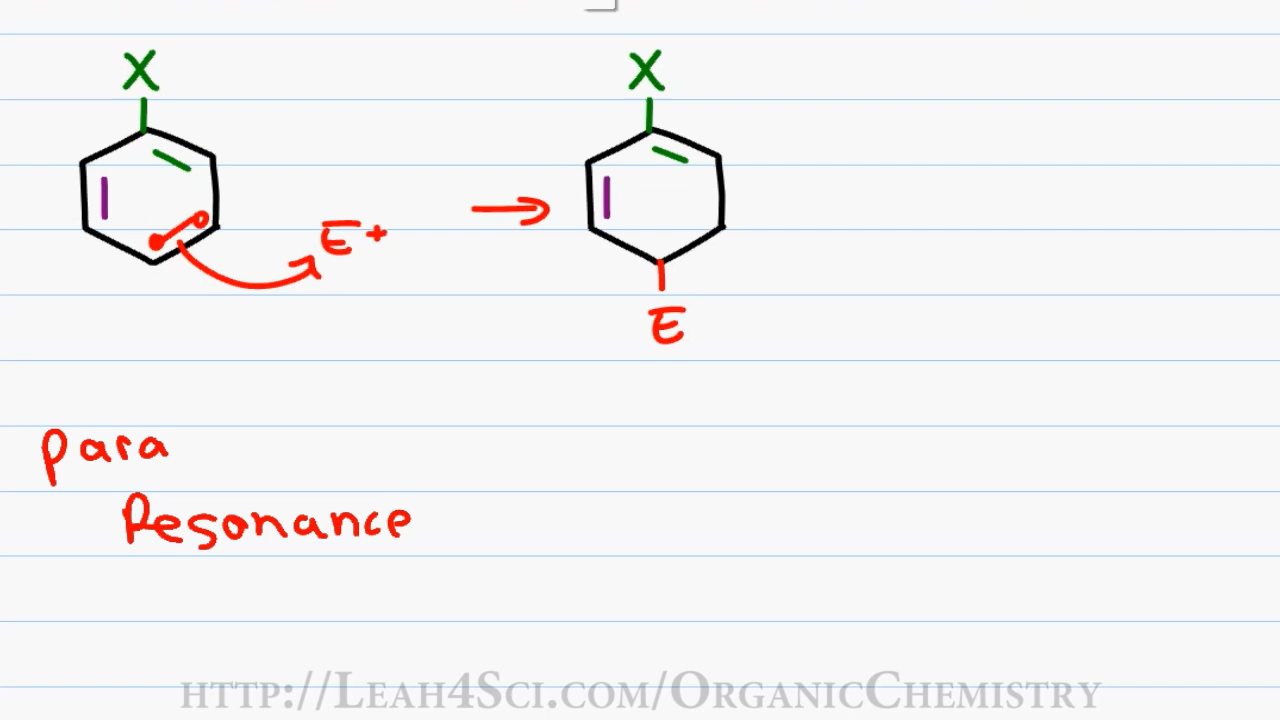 X X
E+
E
para
Resonance
HTTP://LEAH4SCI.COM/ORGANICCHEMISTRY